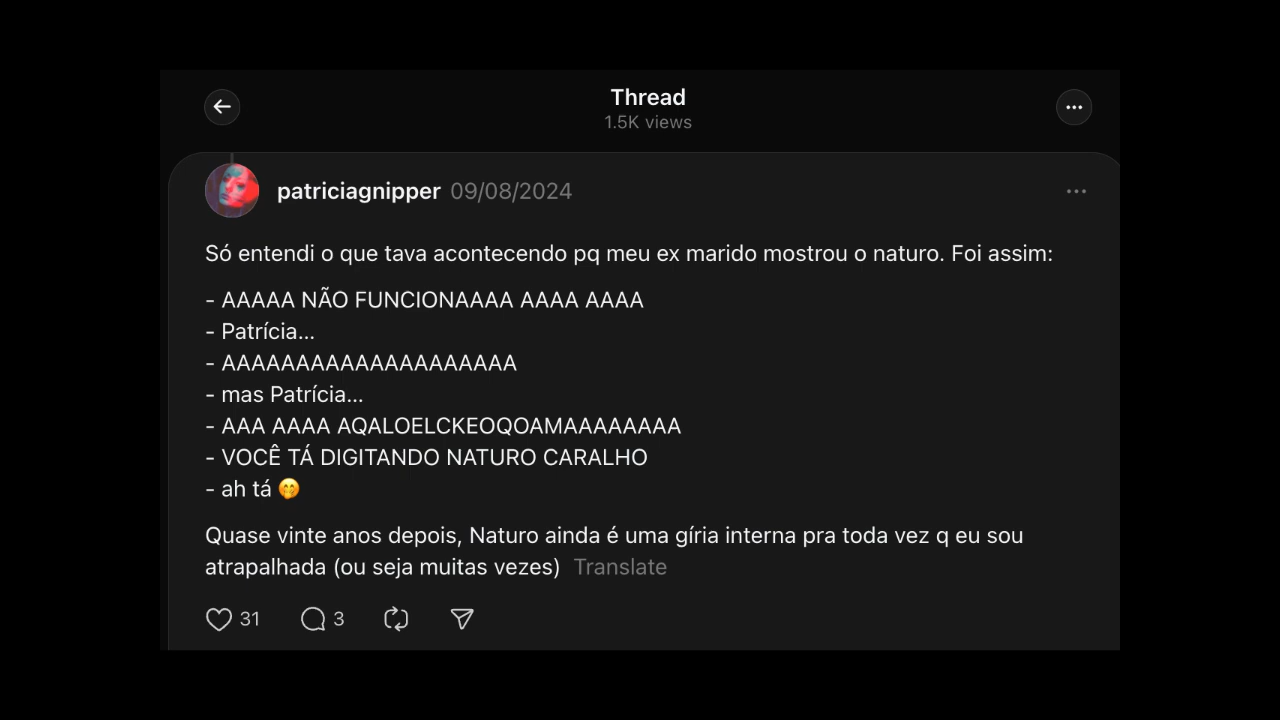 Thread
1.5K views
patriciagnipper 09/08/2024
Só entendi o que tava acontecendo pq meu ex marido mostrou o naturo. Foi assim:
- AAAAA NÃO FUNCIONAAAA AAAA AAAA
- Patrícia...
- AAAAAAAAAAAAAAAAAAAA
- mas Patrícia...
- AAA AAAA AQALOELCKEOQOAMAAAAAAAA
- VOCÊ TÁ DIGITANDO NATURO CARALHO
- ah tá 🤭
Quase vinte anos depois, Naturo ainda é uma gíria interna pra toda vez q eu sou
atrapalhada (ou seja muitas vezes) Translate
31 3